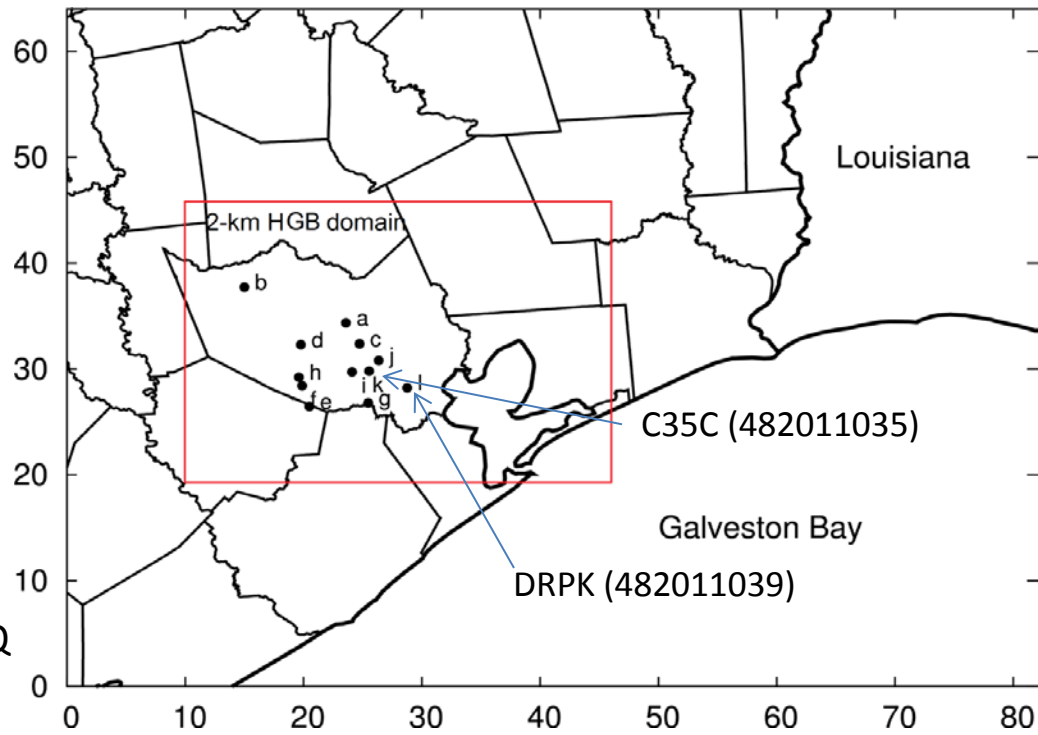 60
50
Louisiana
2-km HGB domain
40
b
a
d
c
j
30
h
i
k
l
f
e
g
C35C (482011035)
20
Galveston Bay
DRPK (482011039)
10
Q
0
0 10 20 30 40 50 60 70 80